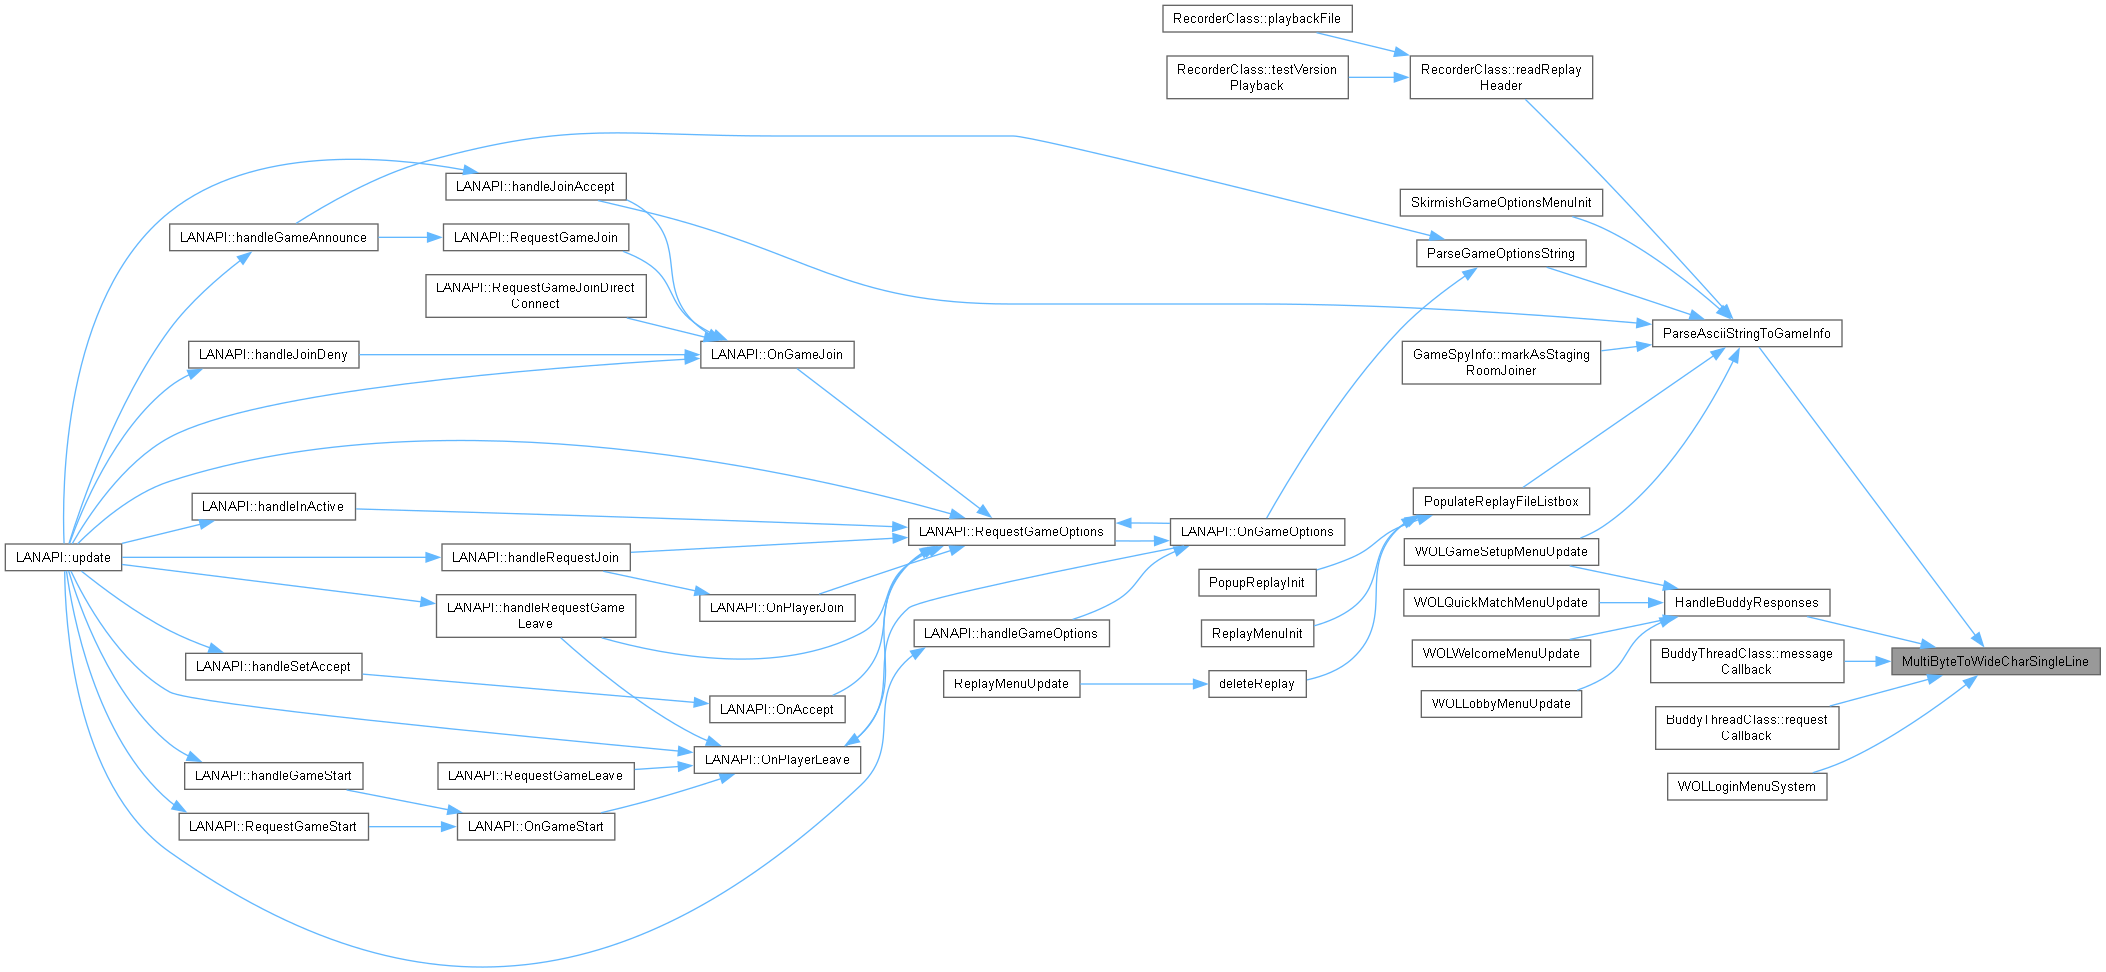 RecorderClass::playbackFile
RecorderClass::testVersion
Playback
RecorderClass::readReplay
Header
LANAPI::handleJoinAccept
SkirmishGameOptionsMenuInit
LANAPI::handleGameAnnounce
LANAPI::RequestGameJoin
ParseGameOptionsString
LANAPI::RequestGameJoinDirect
Connect
ParseAsciiStringToGameInfo
LANAPI::handleJoinDeny
LANAPI::OnGameJoin
GameSpyInfo::markAsStaging
RoomJoiner
PopulateReplayFileListbox
LANAPI::handleInActive
LANAPI::RequestGameOptions
LANAPI::OnGameOptions
WOLGameSetupMenuUpdate
LANAPI::update
LANAPI::handleRequestJoin
PopupReplayInit
LANAPI::handleRequestGame
Leave
LANAPI::OnPlayerJoin
WOLQuickMatchMenuUpdate
HandleBuddyResponses
LANAPI::handleGameOptions
ReplayMenuInit
WOLWelcomeMenuUpdate
BuddyThreadClass::message
Callback
MultiByteToWideCharSingleLine
LANAPI::handleSetAccept
ReplayMenuUpdate
deleteReplay
WOLLobbyMenuUpdate
LANAPI::OnAccept
BuddyThreadClass::request
Callback
LANAPI::OnPlayerLeave
LANAPI::handleGameStart
LANAPI::RequestGameLeave
WOLLoginMenuSystem
LANAPI::RequestGameStart
LANAPI::OnGameStart